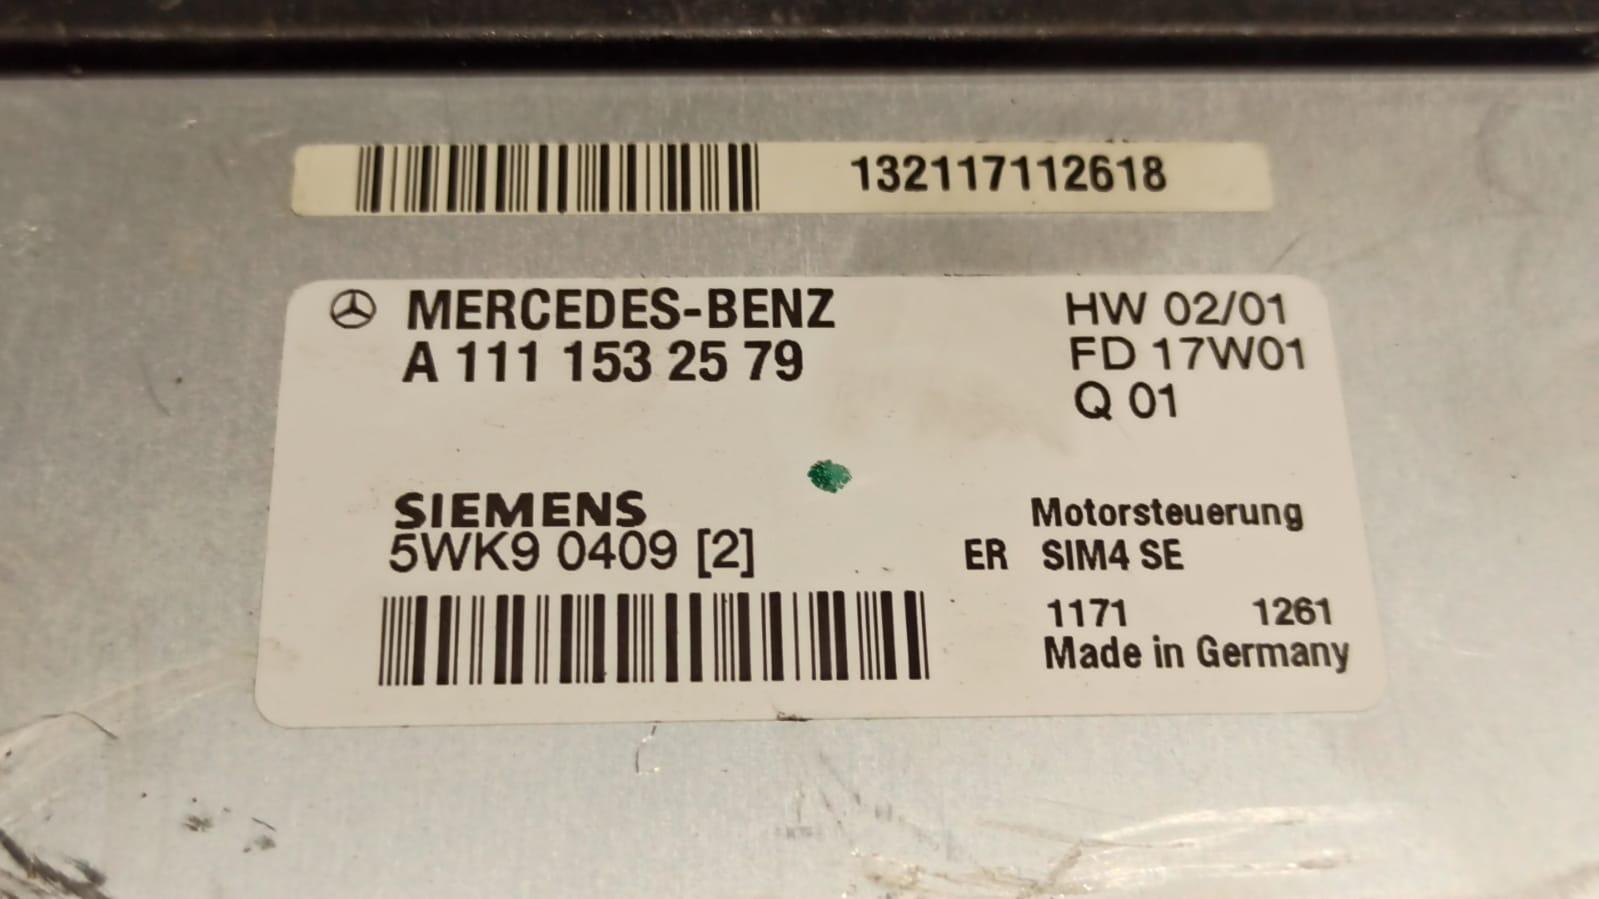 132117112618
MERCEDES-BENZ
A 111 153 25 79
HW 02/01
FD 17W01
Q 01
SIEMENS
5WK9 0409 [2]
Motorsteuerung
ER SIM4 SE
1171 1261
Made in Germany